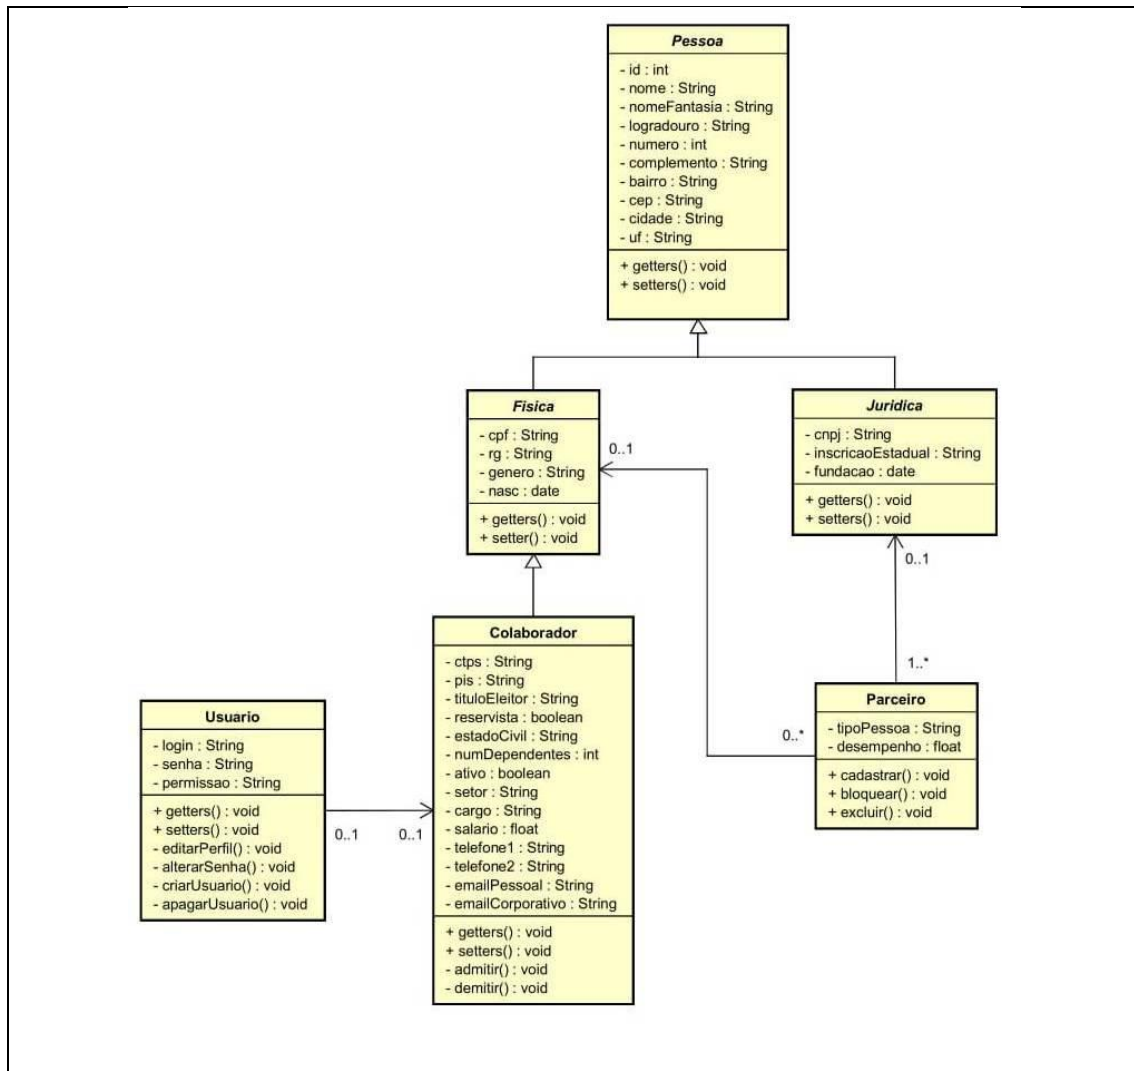 Pessoa
- id : int
- nome : String
- nomeFantasia : String
- logradouro : String
- numero : int
- complemento : String
- bairro : String
- cep : String
- cidade : String
- uf : String
+ getters() : void
+ setters() : void
Fisica
- cpf : String
- rg : String
- genero : String
- nasc : date
+ getters() : void
+ setter() : void
0..1
Juridica
- cnpj : String
- inscricaoEstadual : String
- fundacao : date
+ getters() : void
+ setters() : void
0..1
1..*
Colaborador
- ctps : String
- pis : String
- tituloEleitor : String
- reservista : boolean
- estadoCivil : String
- numDependentes : int
- ativo : boolean
- setor : String
- cargo : String
- salario : float
- telefone1 : String
- telefone2 : String
- emailPessoal : String
- emailCorporativo : String
+ getters() : void
+ setters() : void
- admitir() : void
- demitir() : void
Usuario
- login : String
- senha : String
- permissao : String
+ getters() : void
+ setters() : void
- editarPerfil() : void
- alterarSenha() : void
- criarUsuario() : void
- apagarUsuario() : void
0..1
0..1
Parceiro
- tipoPessoa : String
- desempenho : float
+ cadastrar() : void
+ bloquear() : void
+ excluir() : void
0..*